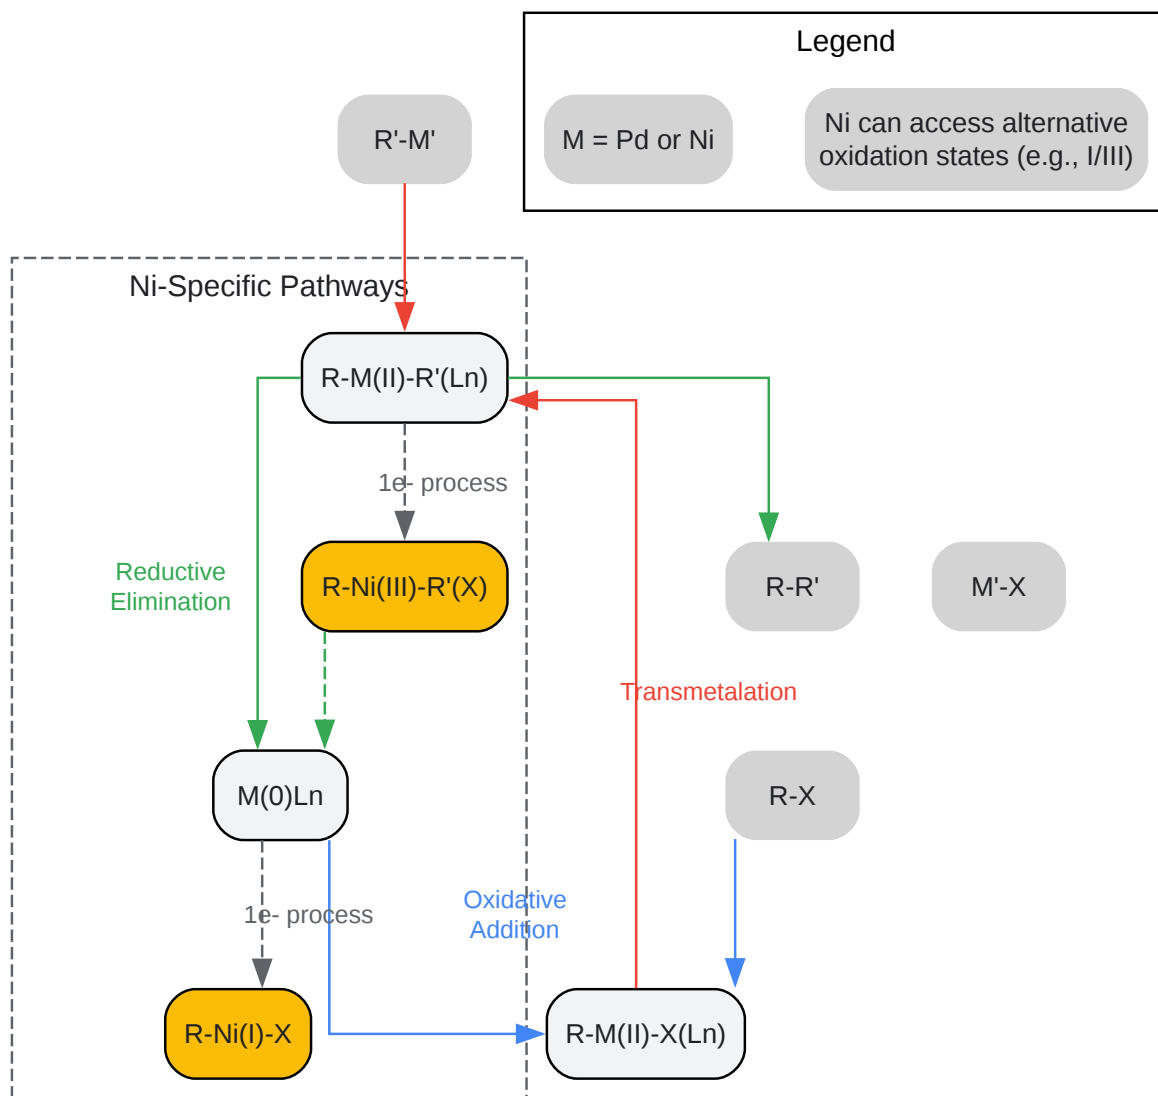 Legend
R'-M'
M = Pd or Ni
Ni can access alternative
oxidation states (e.g., I/III)
Ni-Specific Pathways
R-M(II)-R'(Ln)
1e- process
Reductive
Elimination
R-Ni(III)-R'(X)
R-R'
M'-X
Transmetalation
M(0)Ln
R-X
1e- process
Oxidative
Addition
R-Ni(I)-X
R-M(II)-X(Ln)